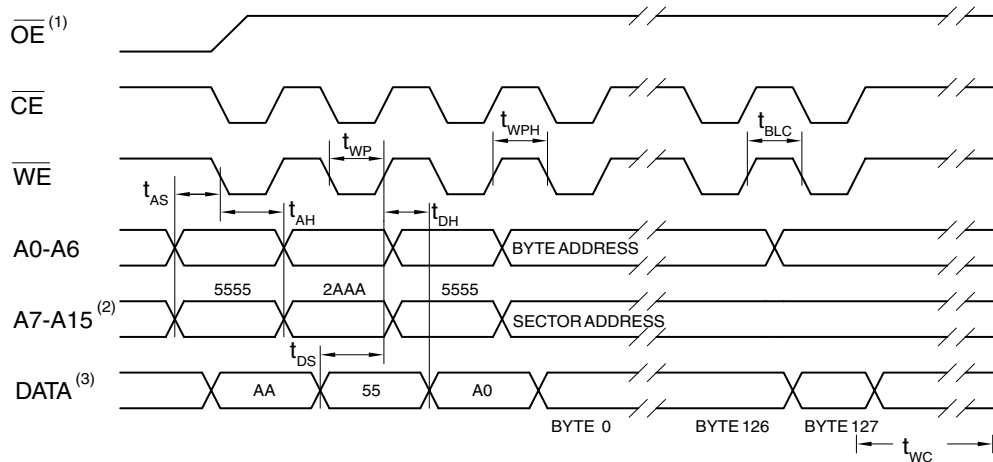 OE (1)
CE
tWP
tWPH
tBLC
WE
tAS
tAH
tDH
A0-A6
BYTE ADDRESS
5555
2AAA
5555
A7-A15 (2)
SECTOR ADDRESS
tDS
DATA (3)
AA
55
A0
BYTE 0
BYTE 126
BYTE 127
tWC